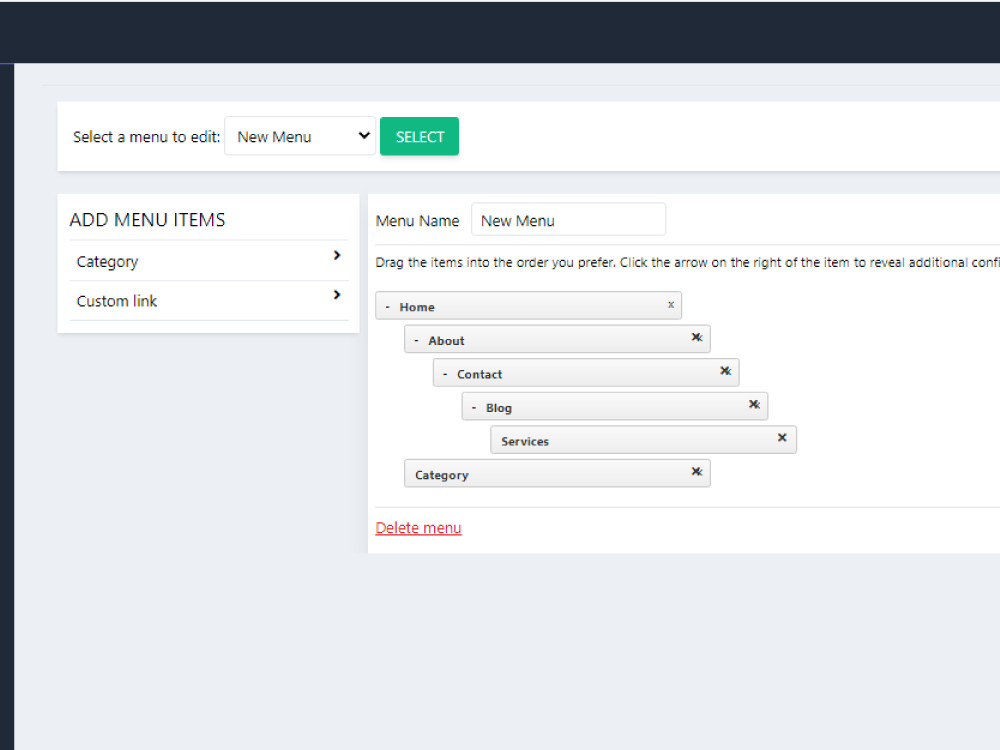 Select a menu to edit: New Menu SELECT
ADD MENU ITEMS
Category
Custom link
Menu Name New Menu
Drag the items into the order you prefer. Click the arrow on the right of the item to reveal additional confi
- Home x
- About x
- Contact x
- Blog x
Services x
Category x
Delete menu